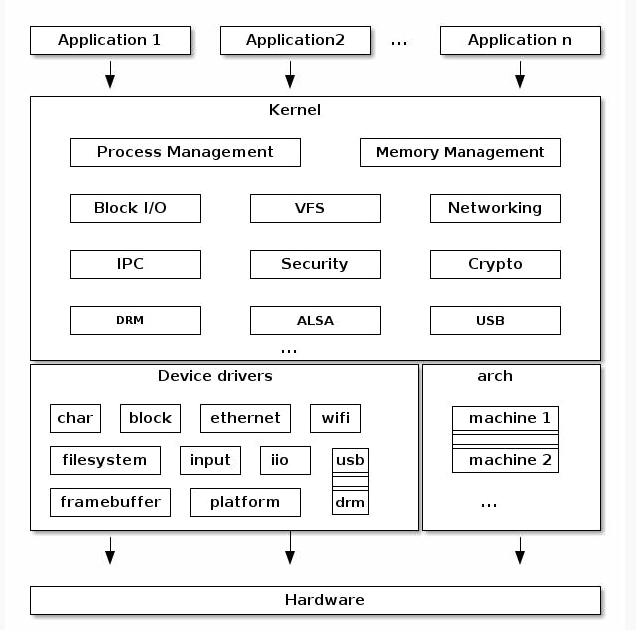 Application 1
Application2
...
Application n
Kernel
Process Management
Memory Management
Block I/O
VFS
Networking
IPC
Security
Crypto
DRM
ALSA
USB
...
Device drivers
arch
char
block
ethernet
wifi
machine 1
filesystem
input
iio
usb
machine 2
framebuffer
platform
drm
...
Hardware